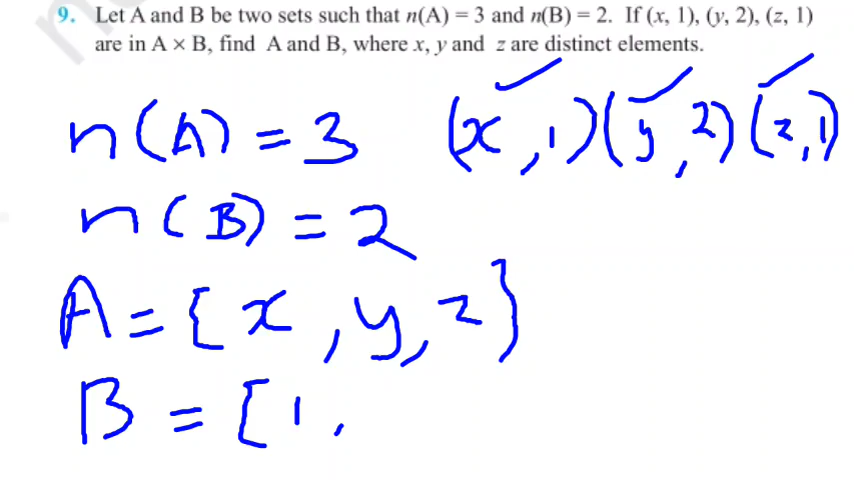 9. Let A and B be two sets such that n(A) = 3 and n(B) = 2. If (x, 1), (y, 2), (z, 1)
are in A × B, find A and B, where x, y and z are distinct elements.
n(A) = 3 (x,1)(y,2)(z,1)
n(B) = 2
A = {x, y, z}
B = [1,